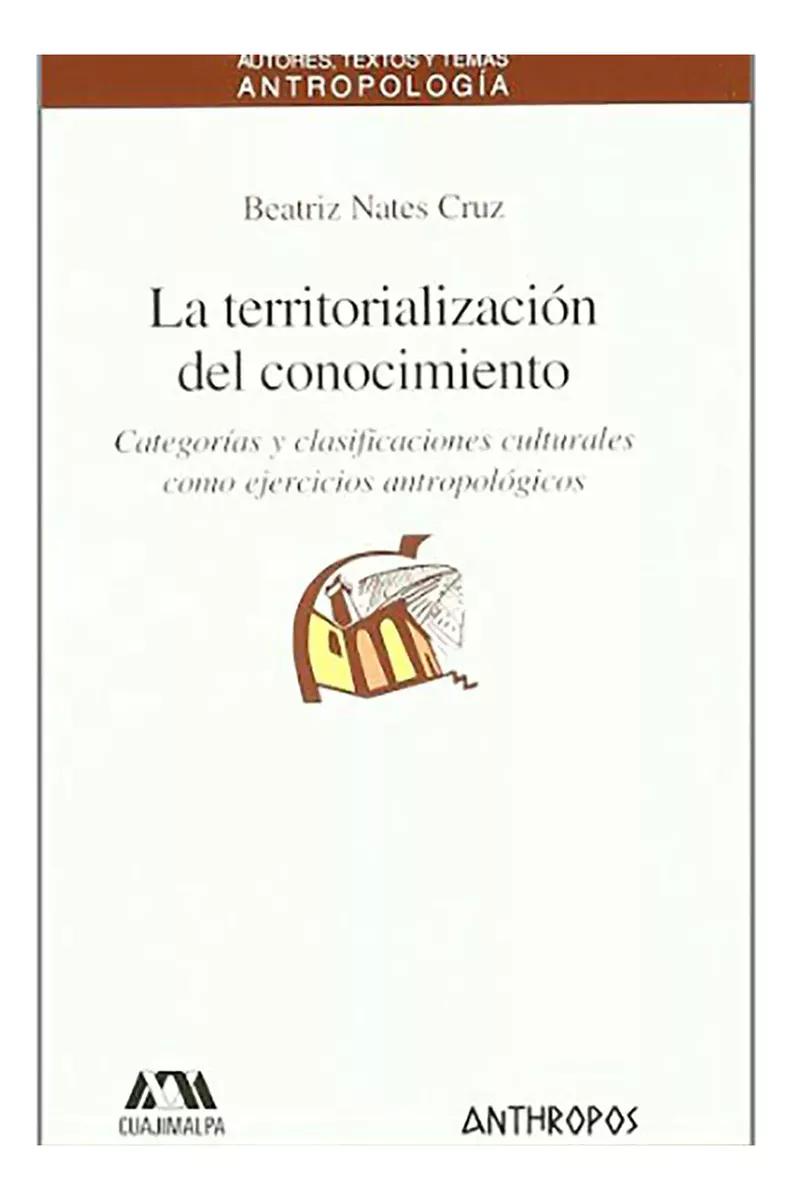 AUTORES, TEXTOS Y TEMAS
ANTROPOLOGÍA
Beatriz Nates Cruz
La territorialización
del conocimiento
Categorías y clasificaciones culturales
como ejercicios antropológicos
CUAJIMALPA
ANTHROPOS